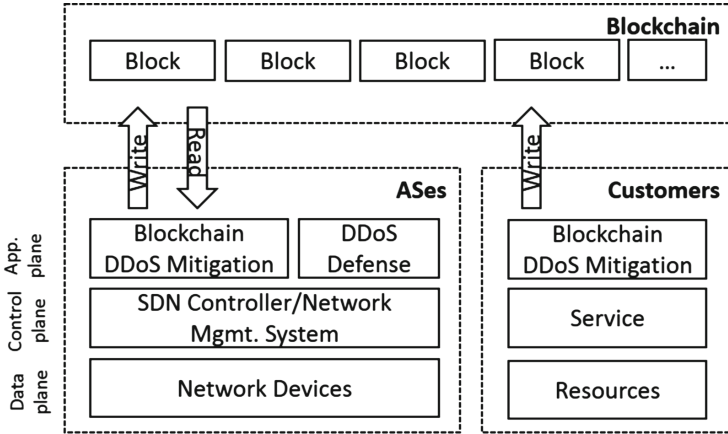 Blockchain
Block Block Block Block ...
Write Read Write
ASes Customers
App.
plane
Blockchain
DDoS Mitigation
DDoS
Defense
Blockchain
DDoS Mitigation
Control
plane
SDN Controller/Network
Mgmt. System
Service
Data
plane
Network Devices
Resources